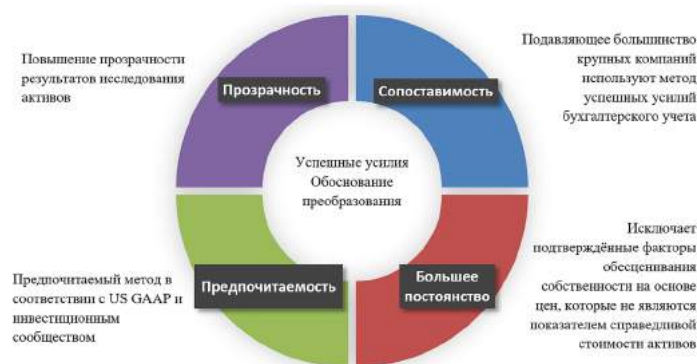 Повышение прозрачности
результатов исследования
активов
Прозрачность
Сопоставимость
Подавляющее большинство
крупных компаний
используют метод
успешных усилий
бухгалтерского учета
Успешные усилия
Обоснование
преобразования
Предпочитаемый метод в
соответствии с US GAAP и
инвестиционным
сообществом
Предпочитаемость
Большее
постоянство
Исключает
подтверждённые факторы
обесценивания
собственности на основе
цен, которые не являются
показателем справедливой
стоимости активов